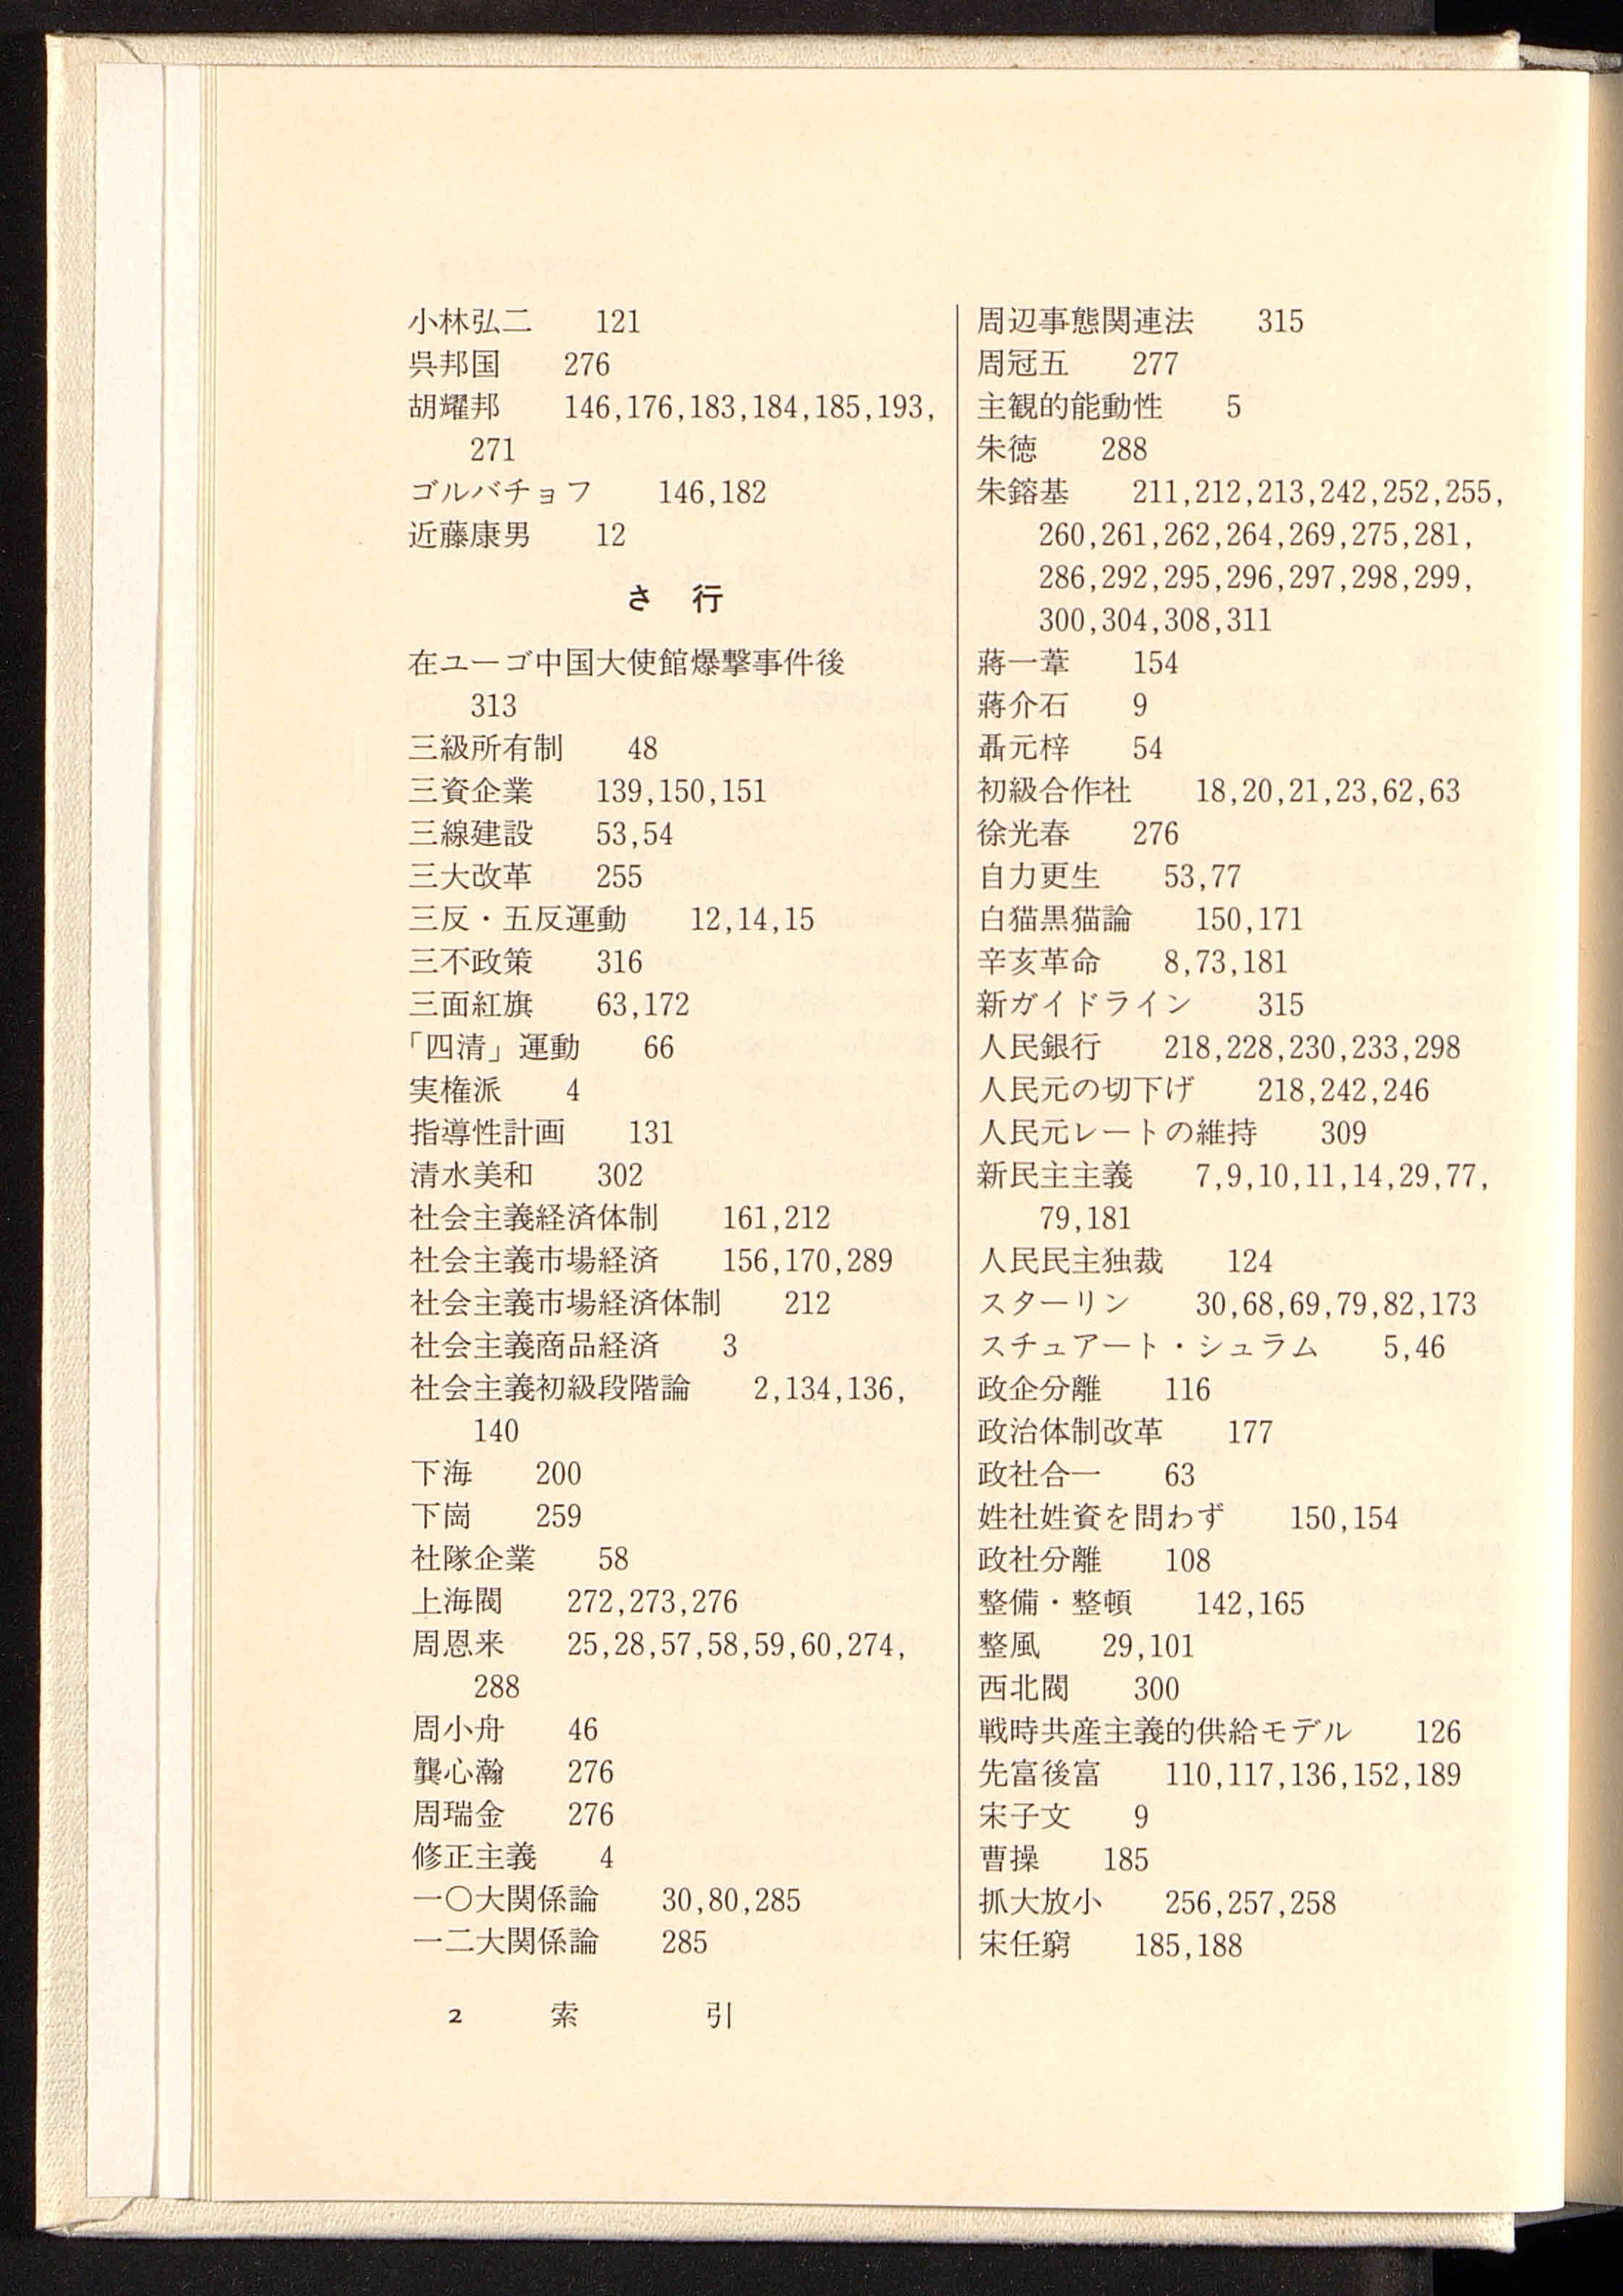 小林弘二　　121
呉邦国　　276
胡耀邦　　146,176,183,184,185,193,
271
ゴルバチョフ　　146,182
近藤康男　　12
さ　行
在ユーゴ中国大使館爆撃事件後
313
三級所有制　　48
三資企業　　139,150,151
三線建設　　53,54
三大改革　　255
三反・五反運動　　12,14,15
三不政策　　316
三面紅旗　　63,172
「四清」運動　　66
実権派　　4
指導性計画　　131
清水美和　　302
社会主義経済体制　　161,212
社会主義市場経済　　156,170,289
社会主義市場経済体制　　212
社会主義商品経済　　3
社会主義初級段階論　　2,134,136,
140
下海　　200
下崗　　259
社隊企業　　58
上海閥　　272,273,276
周恩来　　25,28,57,58,59,60,274,
288
周小舟　　46
龔心瀚　　276
周瑞金　　276
修正主義　　4
一〇大関係論　　30,80,285
一二大関係論　　285
周辺事態関連法　　315
周冠五　　277
主観的能動性　　5
朱徳　　288
朱鎔基　　211,212,213,242,252,255,
260,261,262,264,269,275,281,
286,292,295,296,297,298,299,
300,304,308,311
蔣一葦　　154
蔣介石　　9
聶元梓　　54
初級合作社　　18,20,21,23,62,63
徐光春　　276
自力更生　　53,77
白猫黒猫論　　150,171
辛亥革命　　8,73,181
新ガイドライン　　315
人民銀行　　218,228,230,233,298
人民元の切下げ　　218,242,246
人民元レートの維持　　309
新民主主義　　7,9,10,11,14,29,77,
79,181
人民民主独裁　　124
スターリン　　30,68,69,79,82,173
スチュアート・シュラム　　5,46
政企分離　　116
政治体制改革　　177
政社合一　　63
姓社姓資を問わず　　150,154
政社分離　　108
整備・整頓　　142,165
整風　　29,101
西北閥　　300
戦時共産主義的供給モデル　　126
先富後富　　110,117,136,152,189
宋子文　　9
曹操　　185
抓大放小　　256,257,258
宋任窮　　185,188
2　索　引